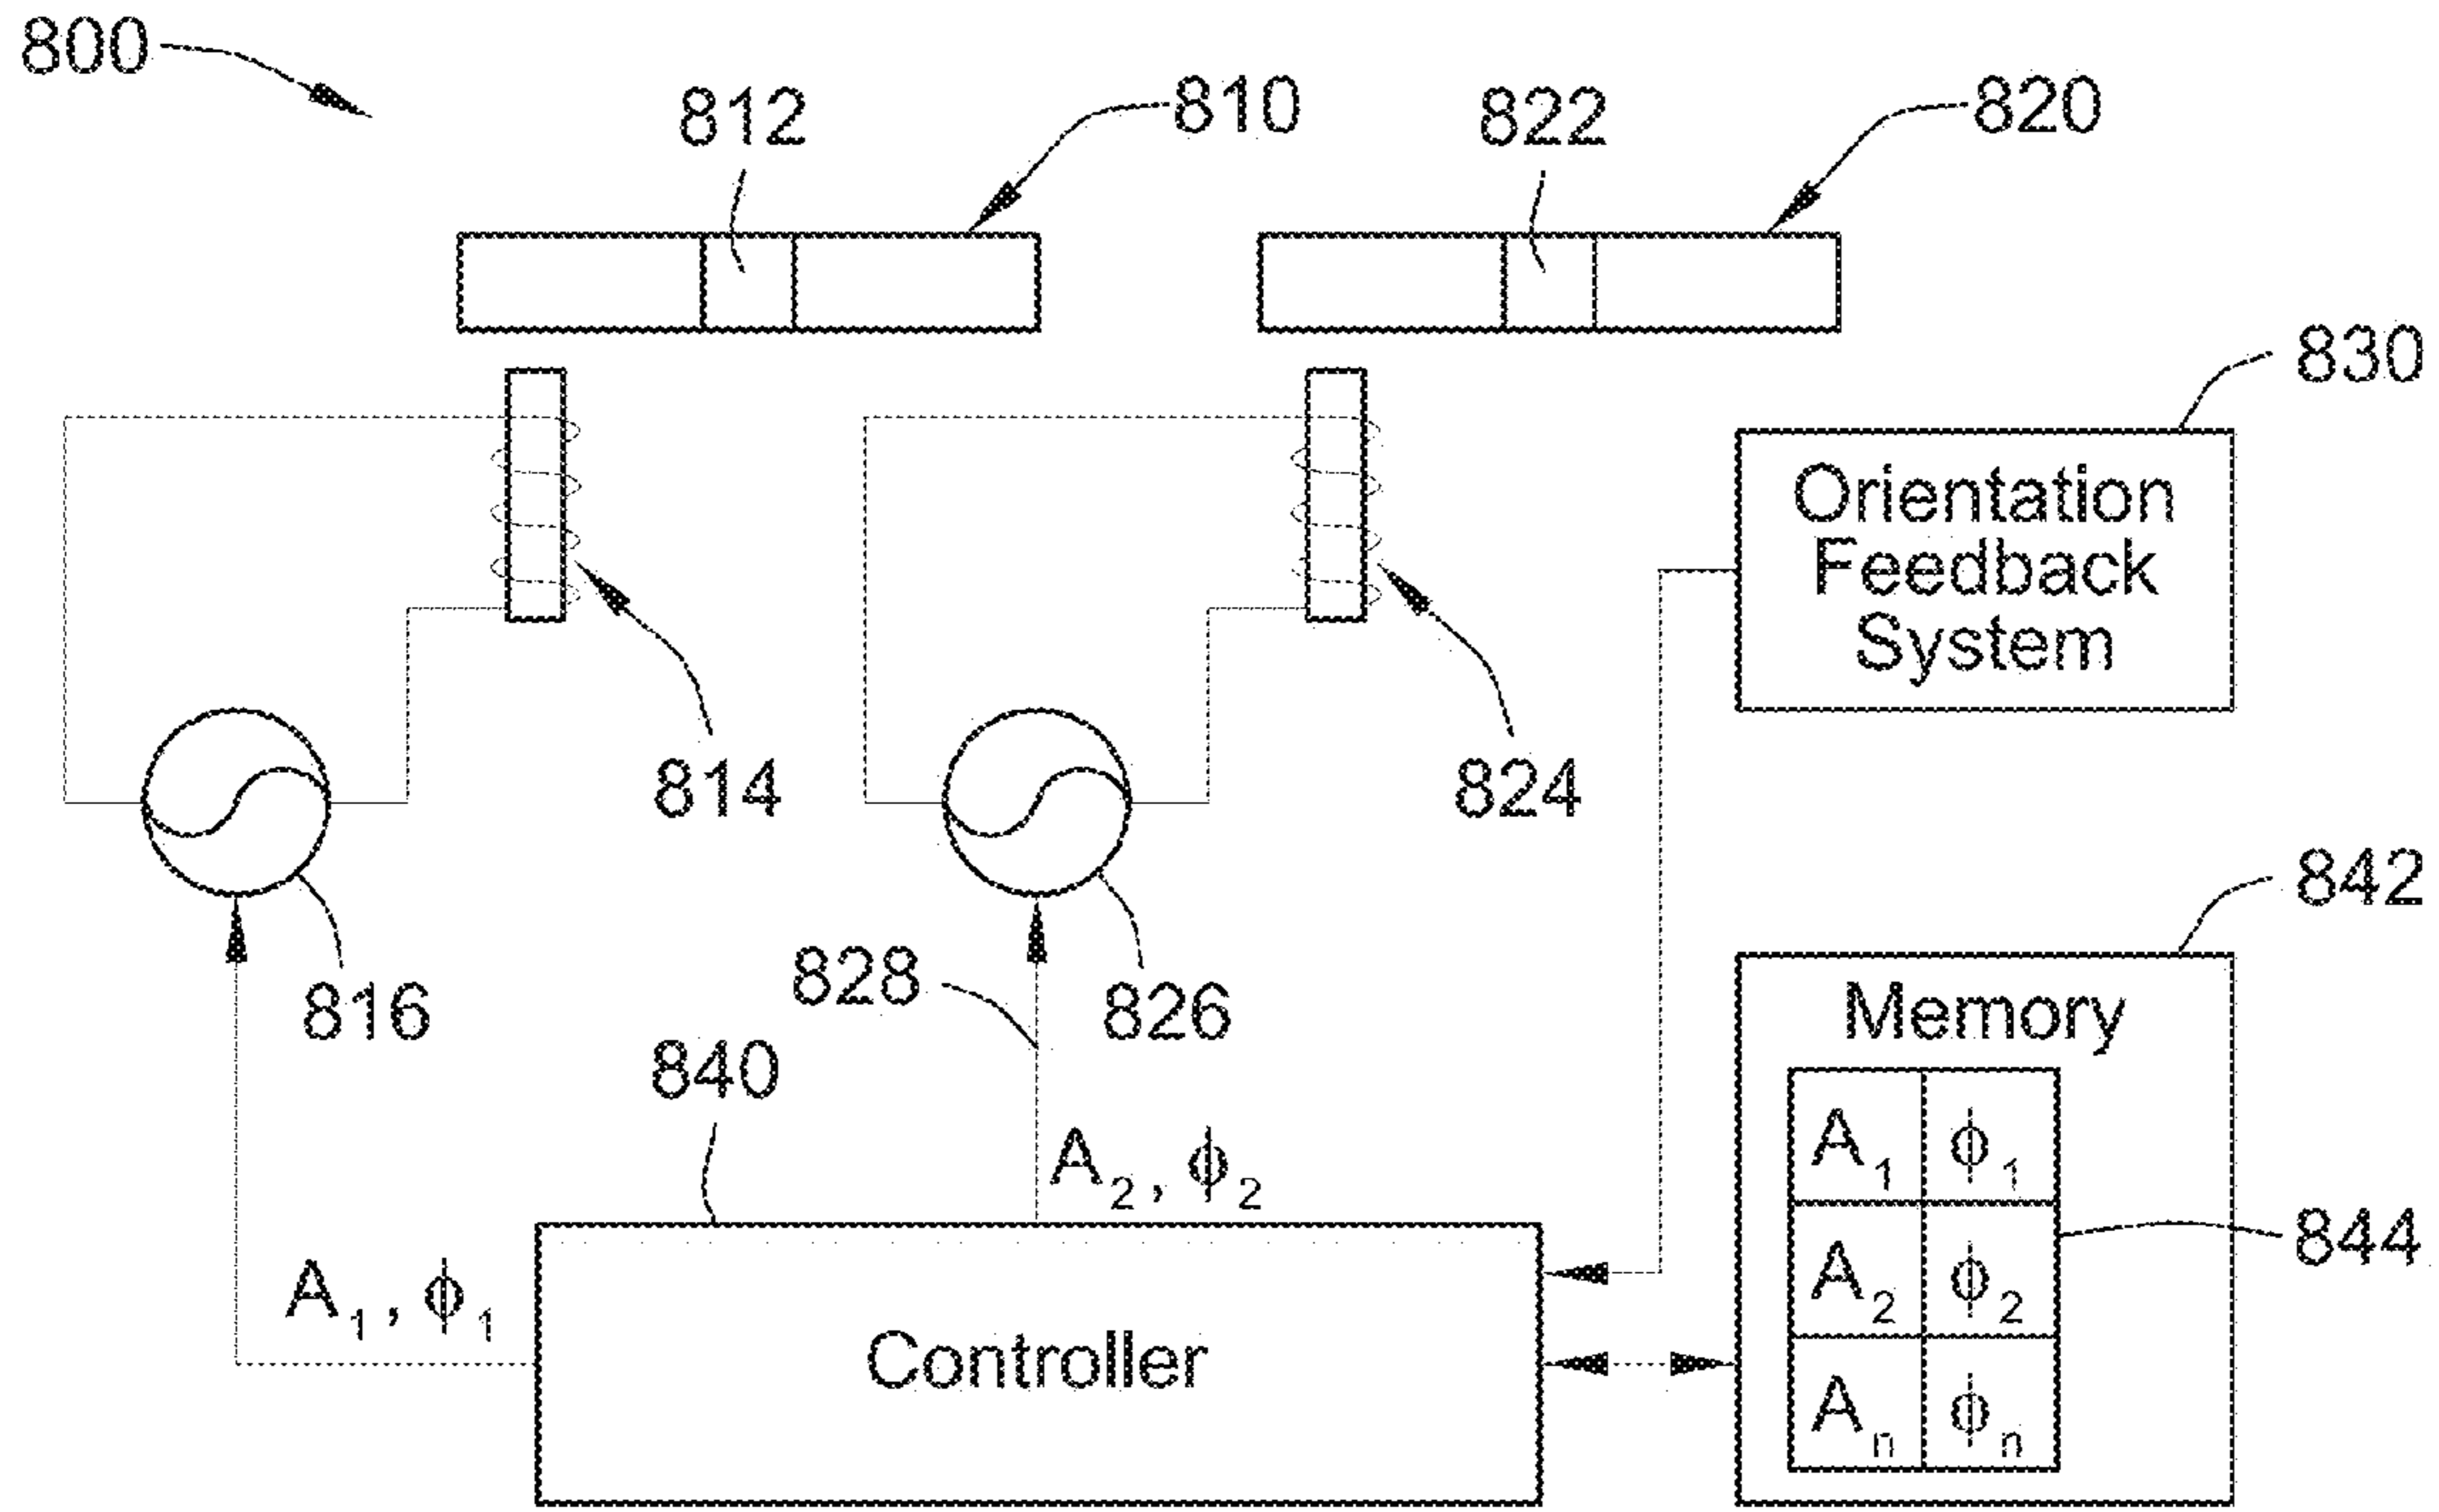 800
812
810
822
820
830
Orientation
Feedback
System
814
824
842
816
828
826
Memory
840
A₁ ϕ₁
A₂, ϕ₂
844
A₂ ϕ₂
A₁, ϕ₁
Controller
Aₙ ϕₙ